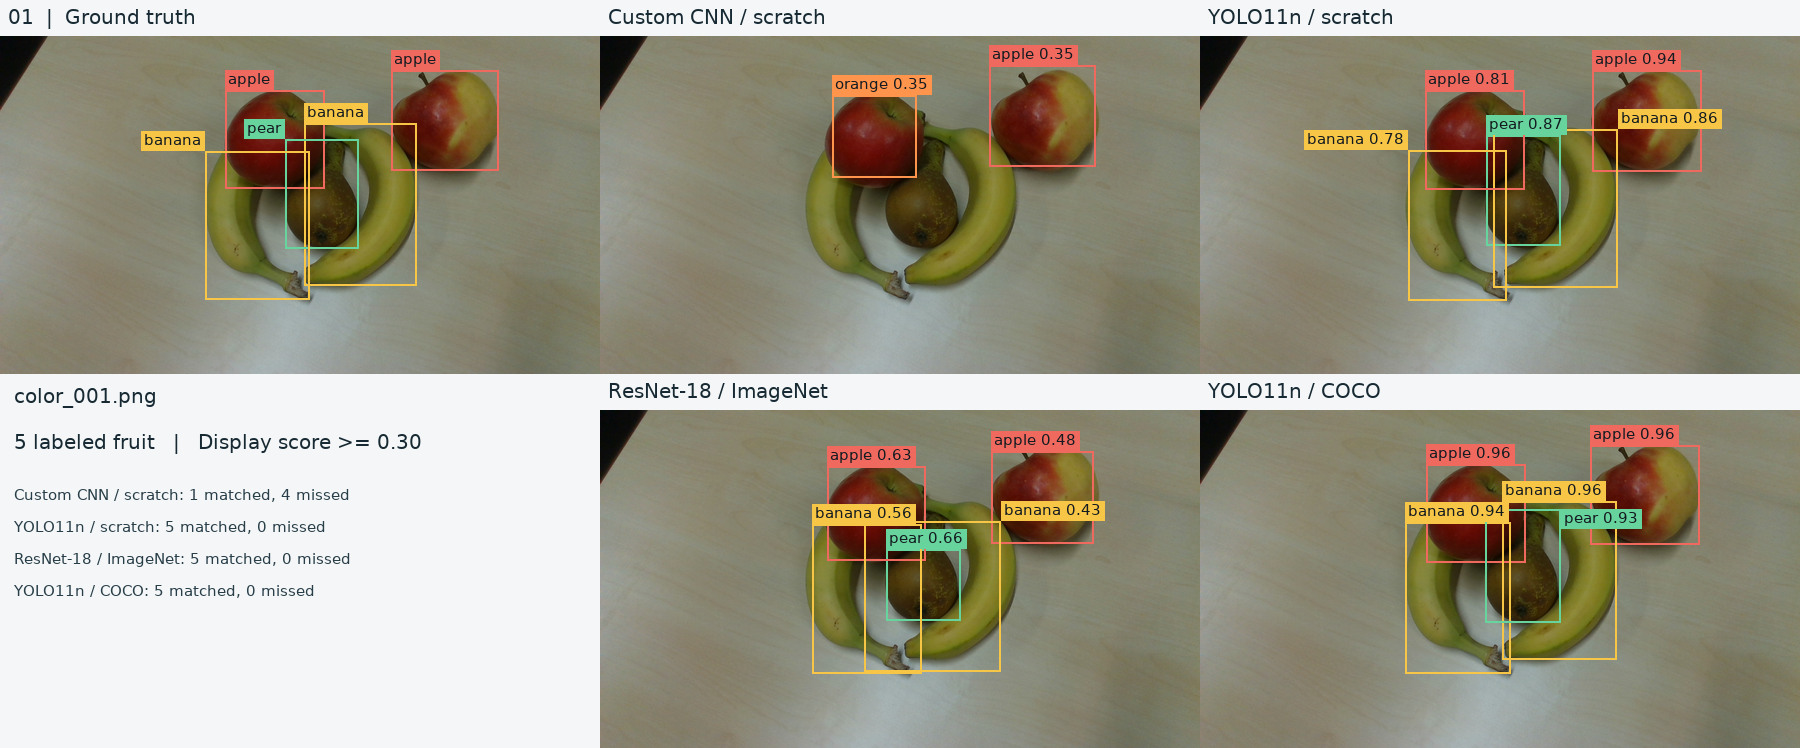 01 | Ground truth
Custom CNN / scratch
YOLO11n / scratch
apple
apple
banana
pear
banana
apple 0.35
orange 0.35
apple 0.94
apple 0.81
banana 0.86
pear 0.87
banana 0.78
color_001.png
5 labeled fruit | Display score >= 0.30
Custom CNN / scratch: 1 matched, 4 missed
YOLO11n / scratch: 5 matched, 0 missed
ResNet-18 / ImageNet: 5 matched, 0 missed
YOLO11n / COCO: 5 matched, 0 missed
ResNet-18 / ImageNet
YOLO11n / COCO
apple 0.48
apple 0.63
banana 0.56
banana 0.43
pear 0.66
apple 0.96
apple 0.96
banana 0.96
banana 0.94
pear 0.93